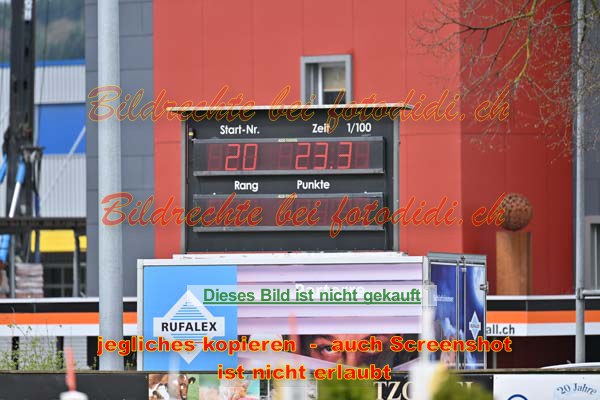 Bildrechte bei fotodidi.ch
Start-Nr. Zeit 1/100
20 23.3
Rang Punkte
Bildrechte bei fotodidi.ch
Dieses Bild ist nicht gekauft
RUFALEX
all.ch
jegliches kopieren - auch Screenshot
ist nicht erlaubt
20 Jahre